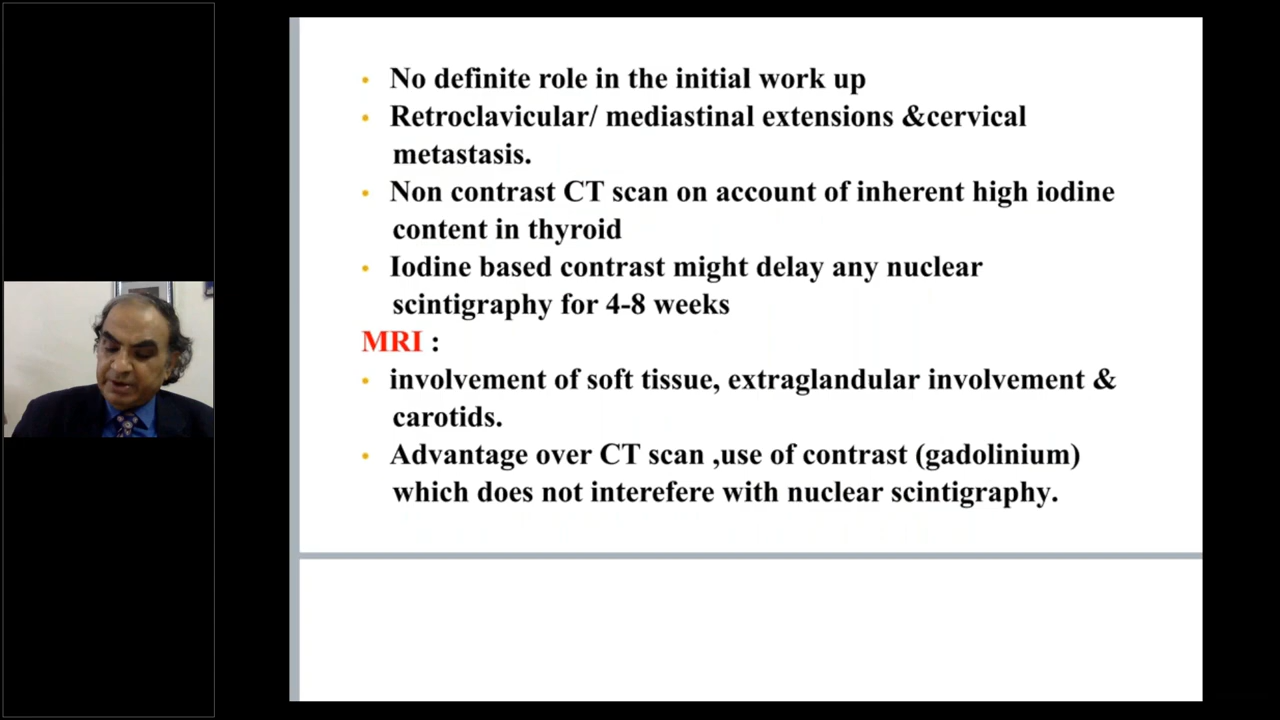 • No definite role in the initial work up
• Retroclavicular/ mediastinal extensions &cervical
metastasis.
• Non contrast CT scan on account of inherent high iodine
content in thyroid
• Iodine based contrast might delay any nuclear
scintigraphy for 4-8 weeks
MRI :
• involvement of soft tissue, extraglandular involvement &
carotids.
• Advantage over CT scan ,use of contrast (gadolinium)
which does not interefere with nuclear scintigraphy.